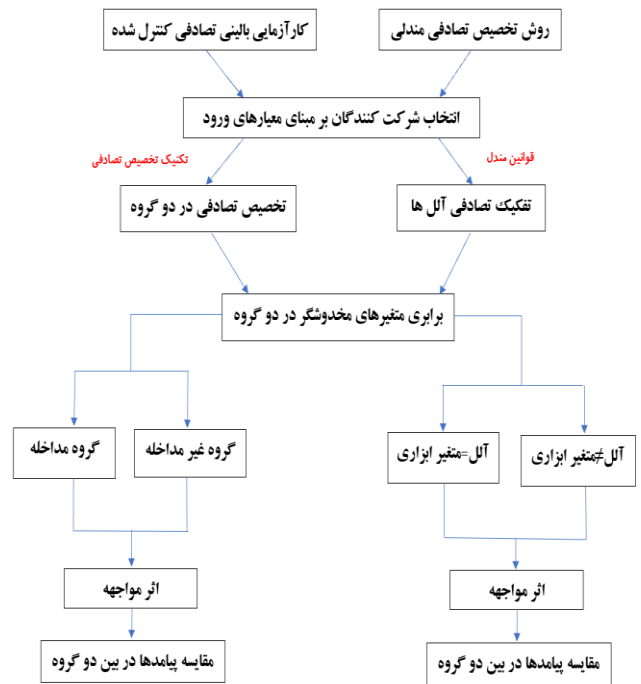 روش تخصیص تصادفی مندلی
کارآزمایی بالینی تصادفی کنترل شده
انتخاب شرکت کنندگان بر مبنای معیارهای ورود
قوانین مندل
تکنیک تخصیص تصادفی
تفکیک تصادفی آلل ها
تخصیص تصادفی در دو گروه
برابری متغیرهای مخدوشگر در دو گروه
آلل≠متغیر ابزاری
آلل=متغیر ابزاری
گروه غیر مداخله
گروه مداخله
اثر مواجهه
اثر مواجهه
مقایسه پیامدها در بین دو گروه
مقایسه پیامدها در بین دو گروه